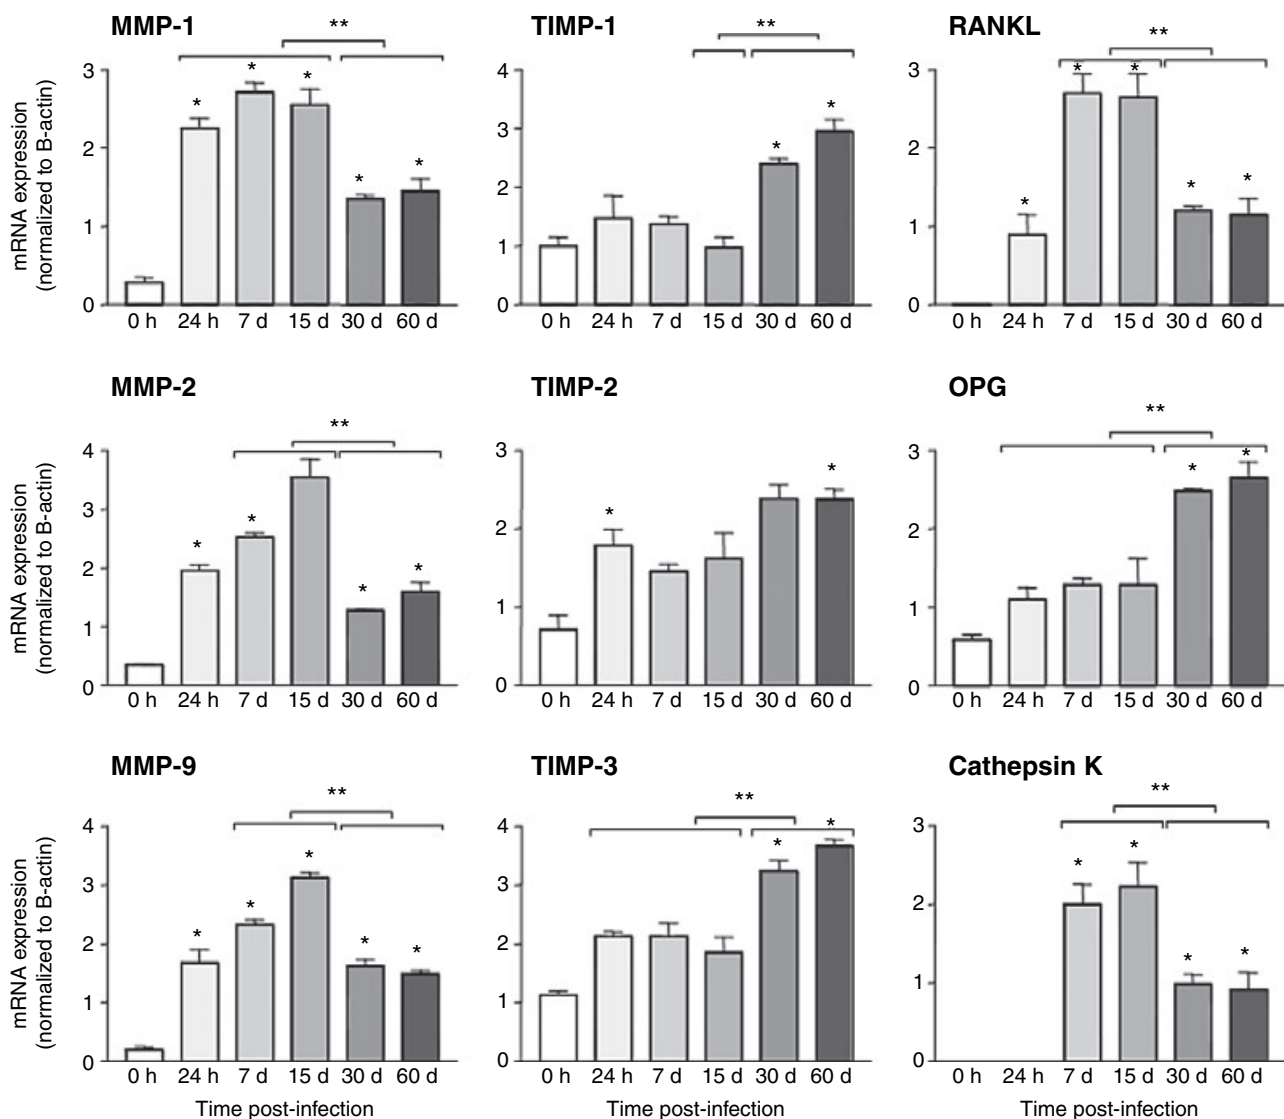 MMP-1 TIMP-1 RANKL
** ** **
mRNA expression
(normalized to B-actin)
3 4 3
2 3 2
1 2 1
0 1 0
0
* * * * *
* *
* * * * *
0 h 24 h 7 d 15 d 30 d 60 d
0 h 24 h 7 d 15 d 30 d 60 d
0 h 24 h 7 d 15 d 30 d 60 d
MMP-2 TIMP-2 OPG
** **
mRNA expression
(normalized to B-actin)
4 3 3
3 2 2
2 1 1
1 0 0
0
* * * *
* *
* *
0 h 24 h 7 d 15 d 30 d 60 d
0 h 24 h 7 d 15 d 30 d 60 d
0 h 24 h 7 d 15 d 30 d 60 d
MMP-9 TIMP-3 Cathepsin K
** ** **
mRNA expression
(normalized to B-actin)
4 4 3
3 3 2
2 2 1
1 1 0
0 0
* * * * *
* *
* * * *
0 h 24 h 7 d 15 d 30 d 60 d
0 h 24 h 7 d 15 d 30 d 60 d
0 h 24 h 7 d 15 d 30 d 60 d
Time post-infection Time post-infection Time post-infection